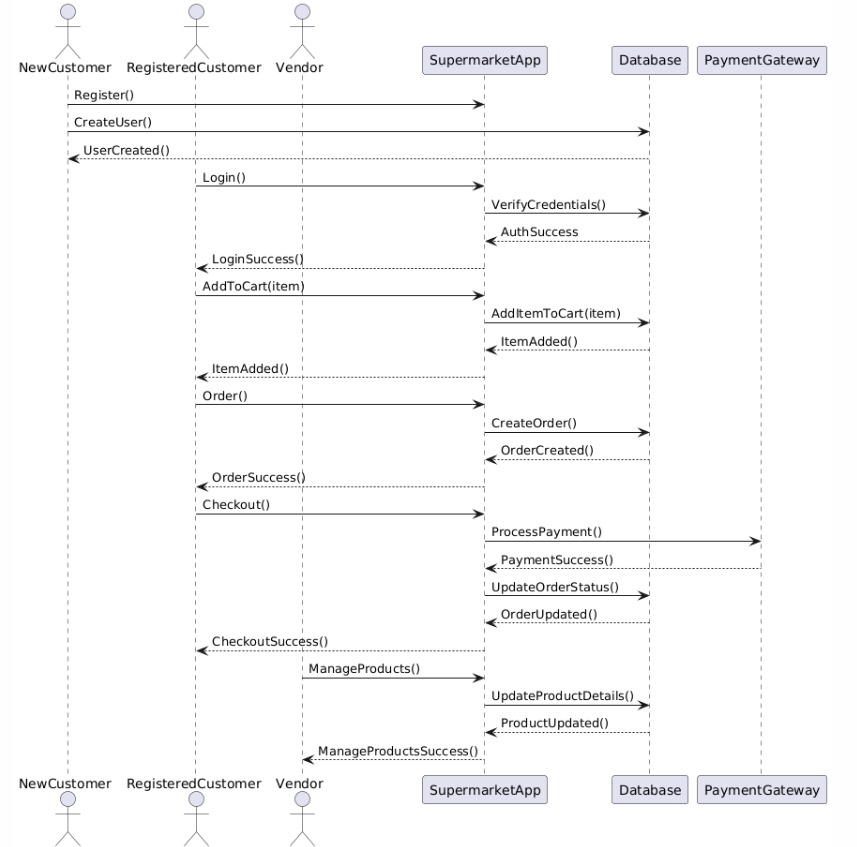 NewCustomer RegisteredCustomer Vendor SupermarketApp Database PaymentGateway
Register()
CreateUser()
UserCreated()
Login()
VerifyCredentials()
AuthSuccess
LoginSuccess()
AddToCart(item)
AddItemToCart(item)
ItemAdded()
ItemAdded()
Order()
CreateOrder()
OrderCreated()
OrderSuccess()
Checkout()
ProcessPayment()
PaymentSuccess()
UpdateOrderStatus()
OrderUpdated()
CheckoutSuccess()
ManageProducts()
UpdateProductDetails()
ProductUpdated()
ManageProductsSuccess()
NewCustomer RegisteredCustomer Vendor SupermarketApp Database PaymentGateway